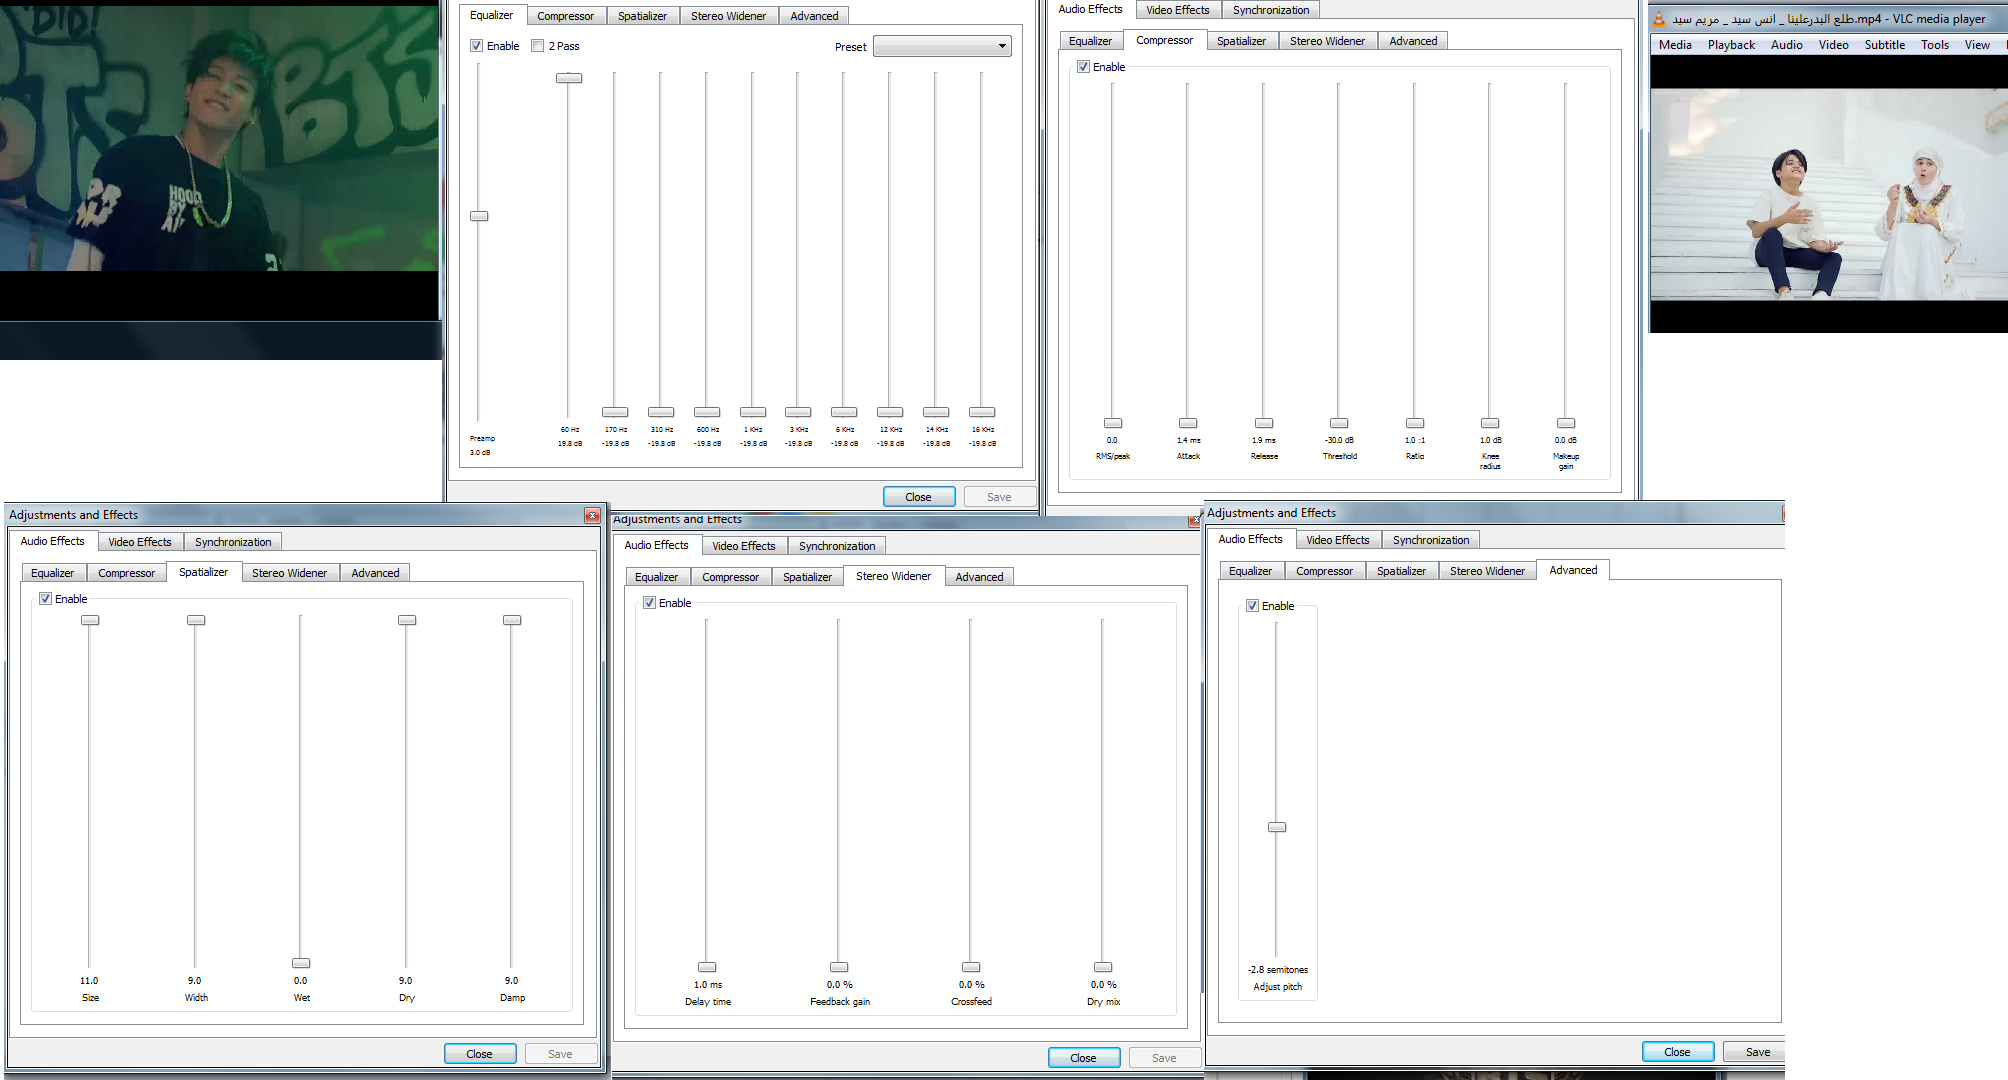 DID!
BTS
HOOD
BY
AIR
Equalizer Compressor Spatializer Stereo Widener Advanced
Enable 2 Pass Preset
Preamp
3.0 dB
60 Hz 170 Hz 310 Hz 600 Hz 1 KHz 3 KHz 6 KHz 12 KHz 14 KHz 16 KHz
19.8 dB -19.8 dB -19.8 dB -19.8 dB -19.8 dB -19.8 dB -19.8 dB -19.8 dB -19.8 dB -19.8 dB
Close Save
Audio Effects Video Effects Synchronization
Equalizer Compressor Spatializer Stereo Widener Advanced
Enable
0.0 1.4 ms 1.9 ms -30.0 dB 1.0 :1 1.0 dB 0.0 dB
RMS/peak Attack Release Threshold Ratio Knee radius Makeup gain
طلع البدرعلينا _ انس سيد _ مريم سيد.mp4 - VLC media player
Media Playback Audio Video Subtitle Tools View
Adjustments and Effects
Audio Effects Video Effects Synchronization
Equalizer Compressor Spatializer Stereo Widener Advanced
Enable
11.0 9.0 0.0 9.0 9.0
Size Width Wet Dry Damp
Close Save
Adjustments and Effects
Audio Effects Video Effects Synchronization
Equalizer Compressor Spatializer Stereo Widener Advanced
Enable
1.0 ms 0.0 % 0.0 % 0.0 %
Delay time Feedback gain Crossfeed Dry mix
Close Save
Adjustments and Effects
Audio Effects Video Effects Synchronization
Equalizer Compressor Spatializer Stereo Widener Advanced
Enable
-2.8 semitones
Adjust pitch
Close Save